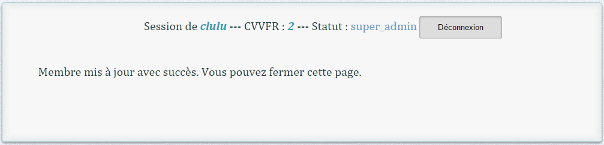 Session de clulu --- CVVFR : 2 --- Statut : super_admin Déconnexion
Membre mis à jour avec succès. Vous pouvez fermer cette page.